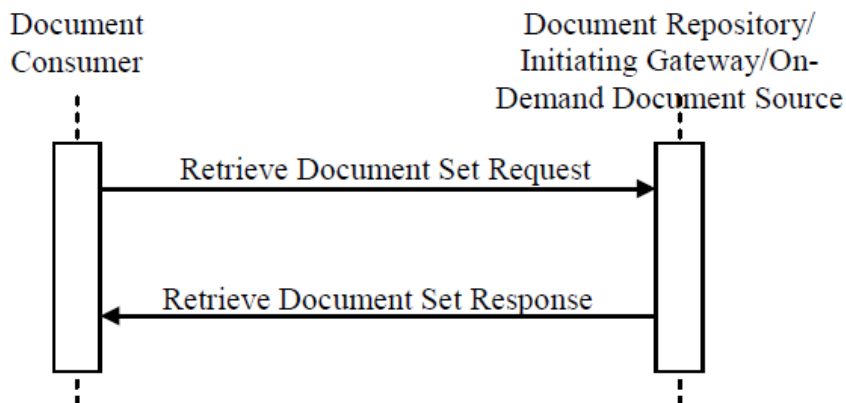 Document
Consumer
Document Repository/
Initiating Gateway/On-
Demand Document Source
Retrieve Document Set Request
Retrieve Document Set Response